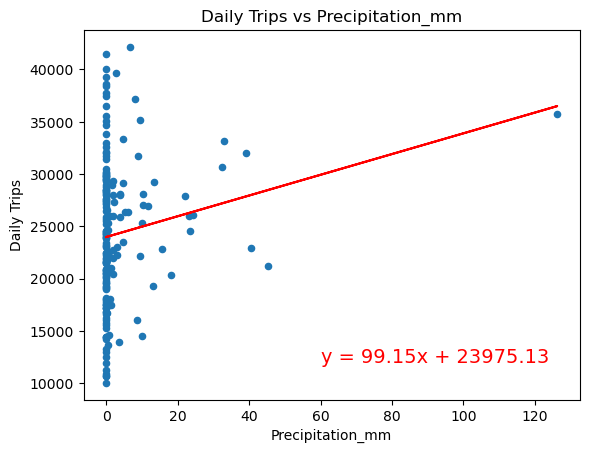 Daily Trips vs Precipitation_mm
Daily Trips
40000
35000
30000
25000
20000
15000
10000
y = 99.15x + 23975.13
0 20 40 60 80 100 120
Precipitation_mm